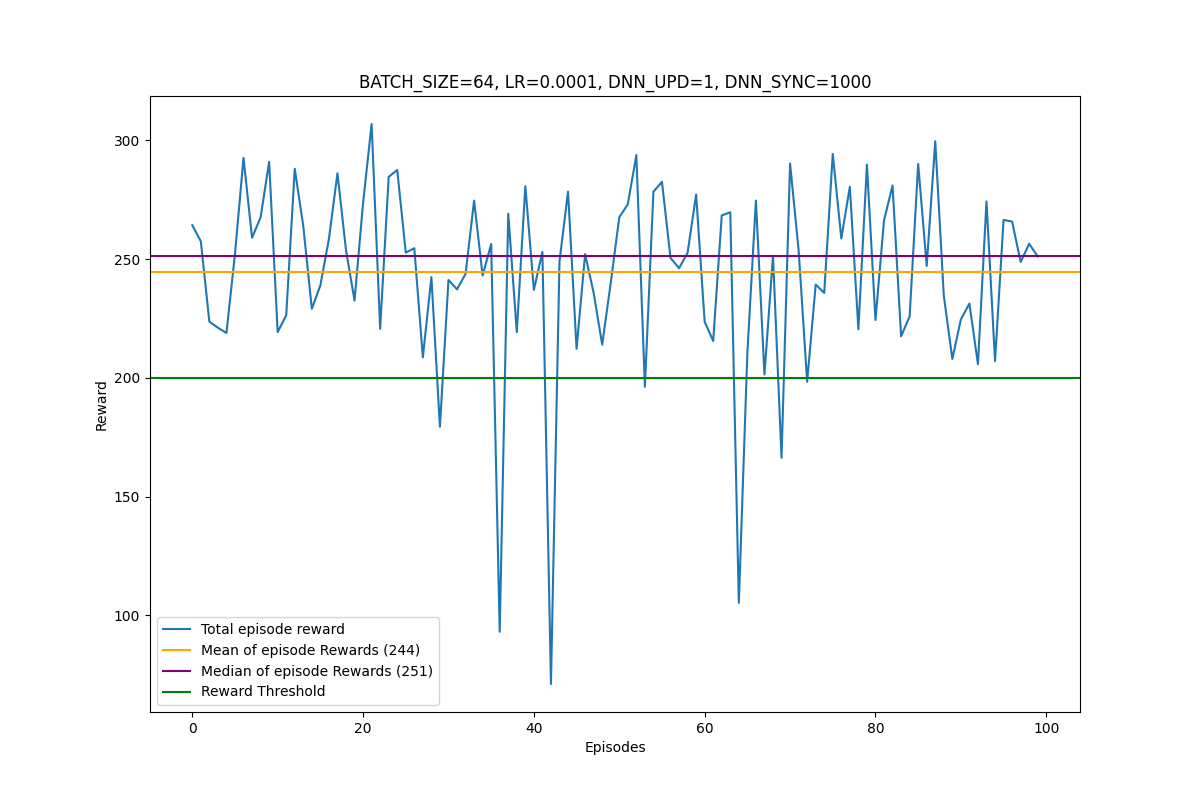 BATCH_SIZE=64, LR=0.0001, DNN_UPD=1, DNN_SYNC=1000
300
250
200
150
100
Reward
Total episode reward
Mean of episode Rewards (244)
Median of episode Rewards (251)
Reward Threshold
0 20 40 60 80 100
Episodes